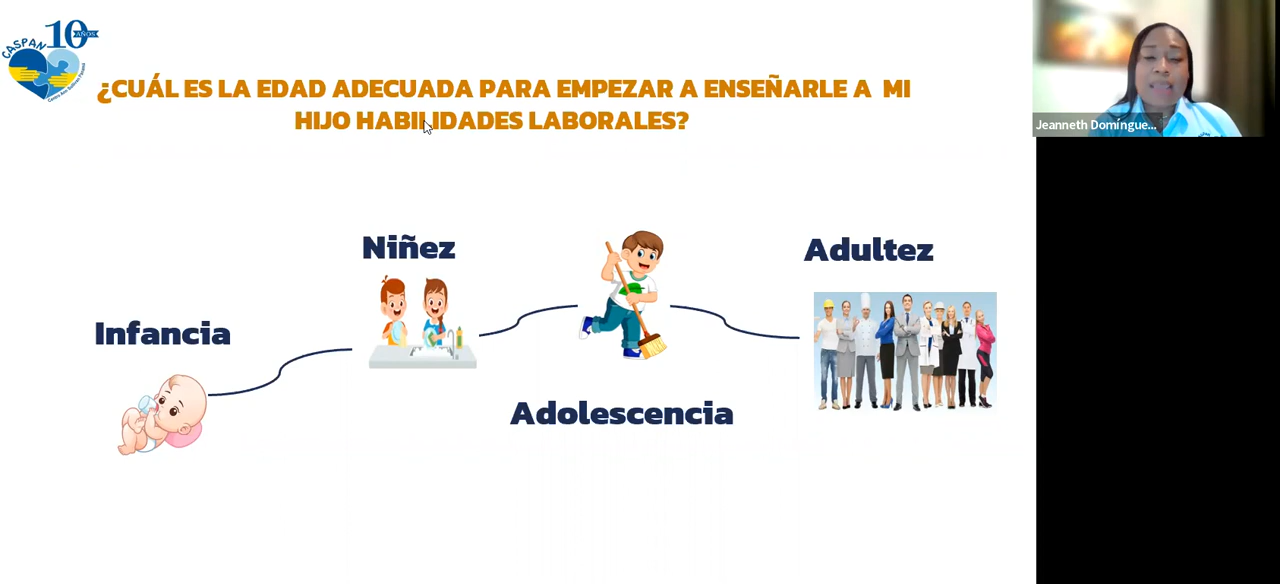 CASPAN
10
AÑOS
¿CUÁL ES LA EDAD ADECUADA PARA EMPEZAR A ENSEÑARLE A MI
HIJO HABILIDADES LABORALES?
Jeanneth Domíngue...
Niñez
Adultez
Infancia
Adolescencia